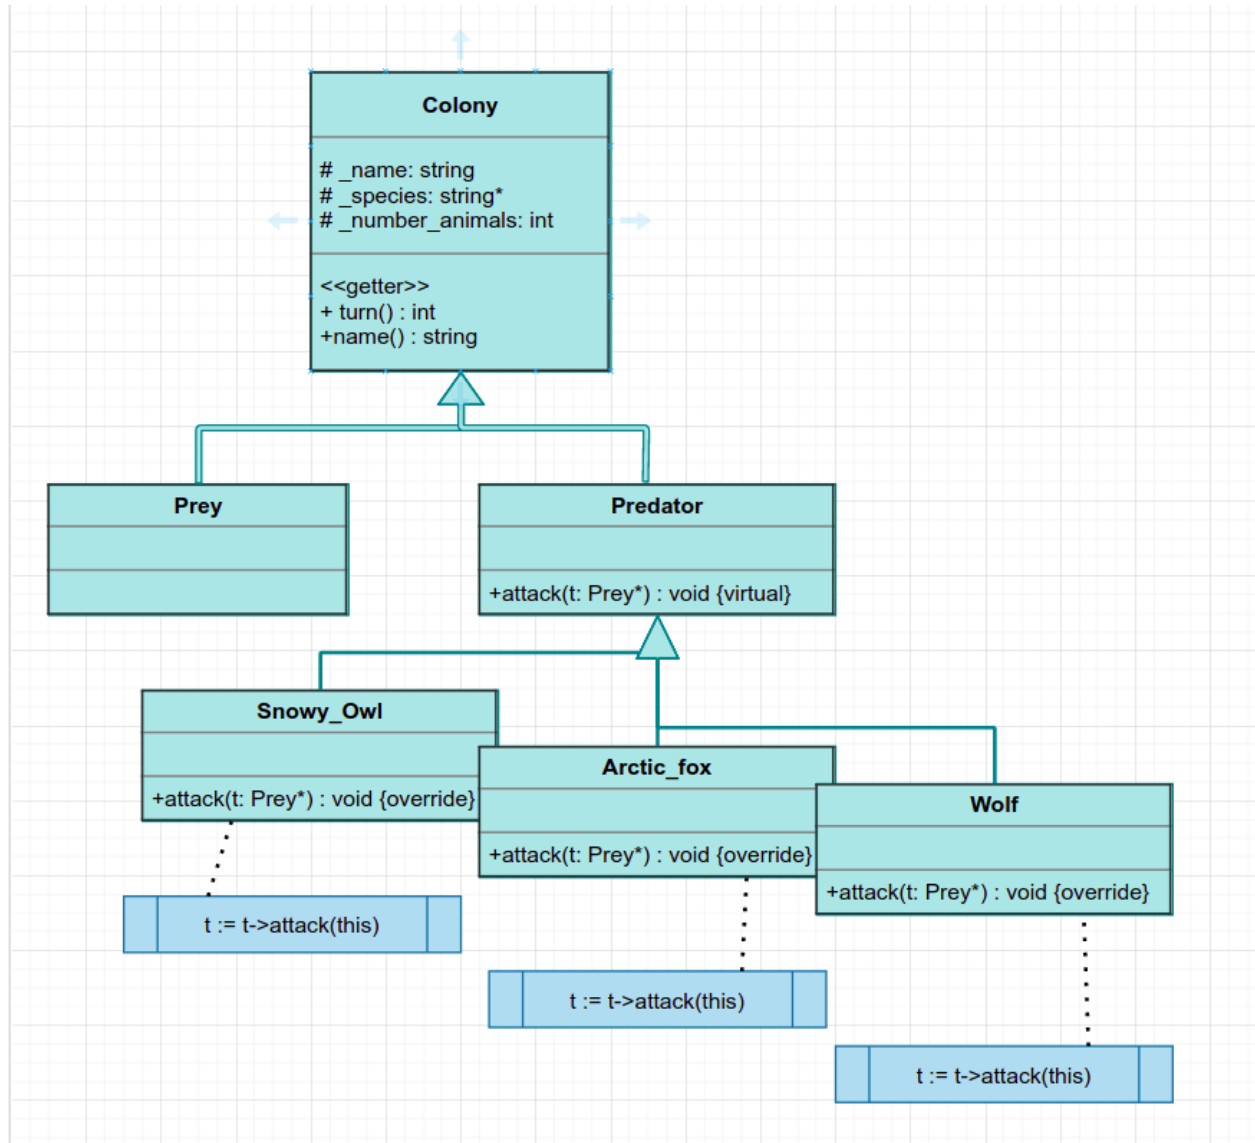 Colony
# _name: string
# _species: string*
# _number_animals: int
<<getter>>
+ turn() : int
+name() : string
Prey
Predator
+attack(t: Prey*) : void {virtual}
Snowy_Owl
+attack(t: Prey*) : void {override}
Arctic_fox
+attack(t: Prey*) : void {override}
Wolf
+attack(t: Prey*) : void {override}
t := t->attack(this)
t := t->attack(this)
t := t->attack(this)